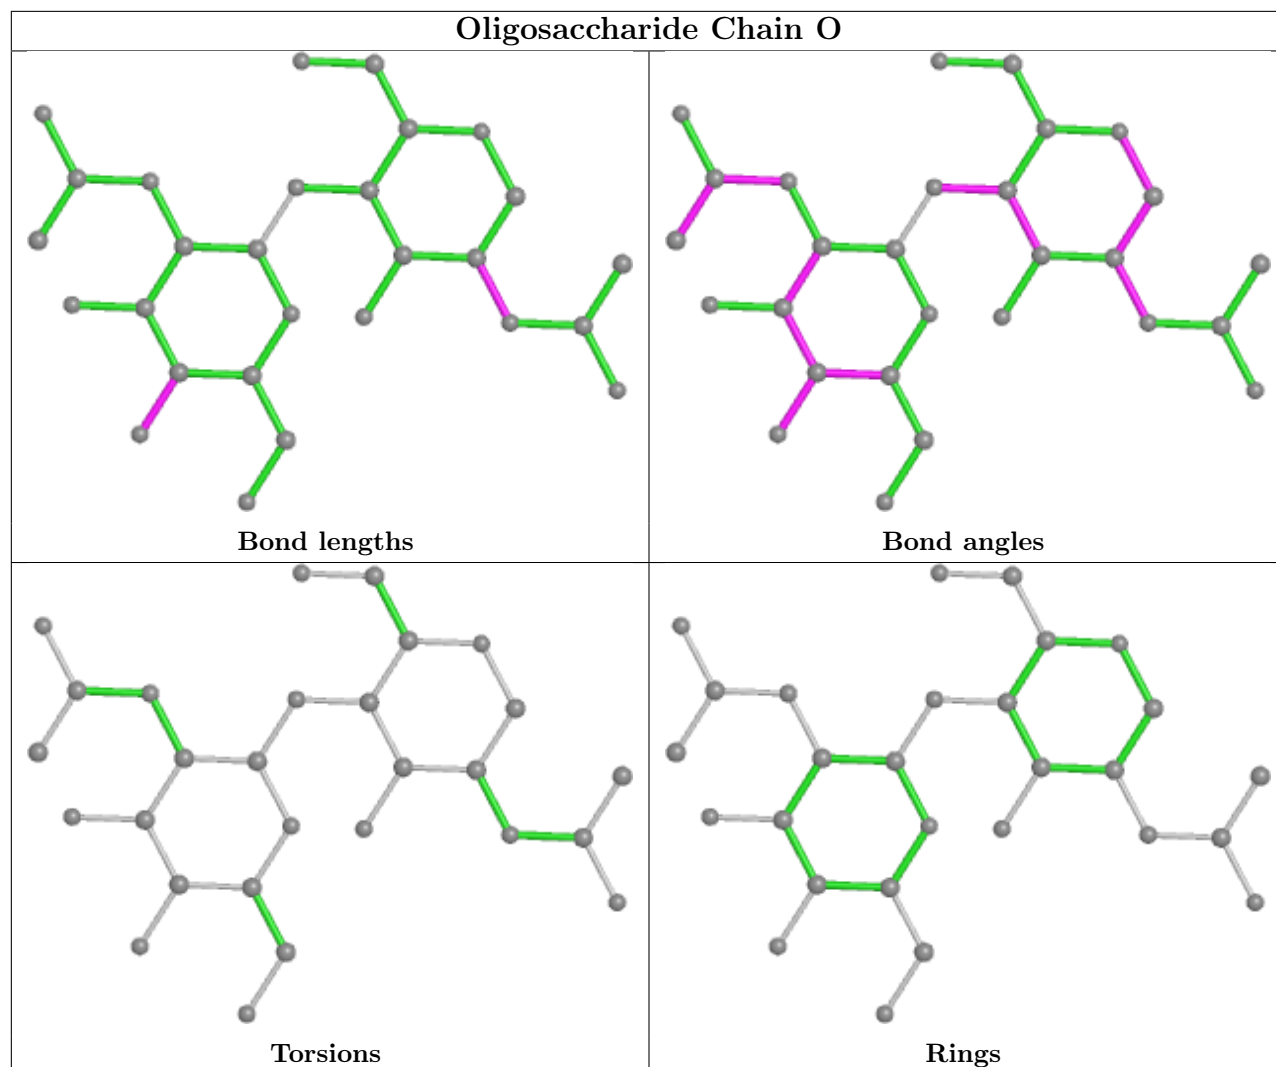 Oligosaccharide Chain O
Bond lengths
Bond angles
Torsions
Rings